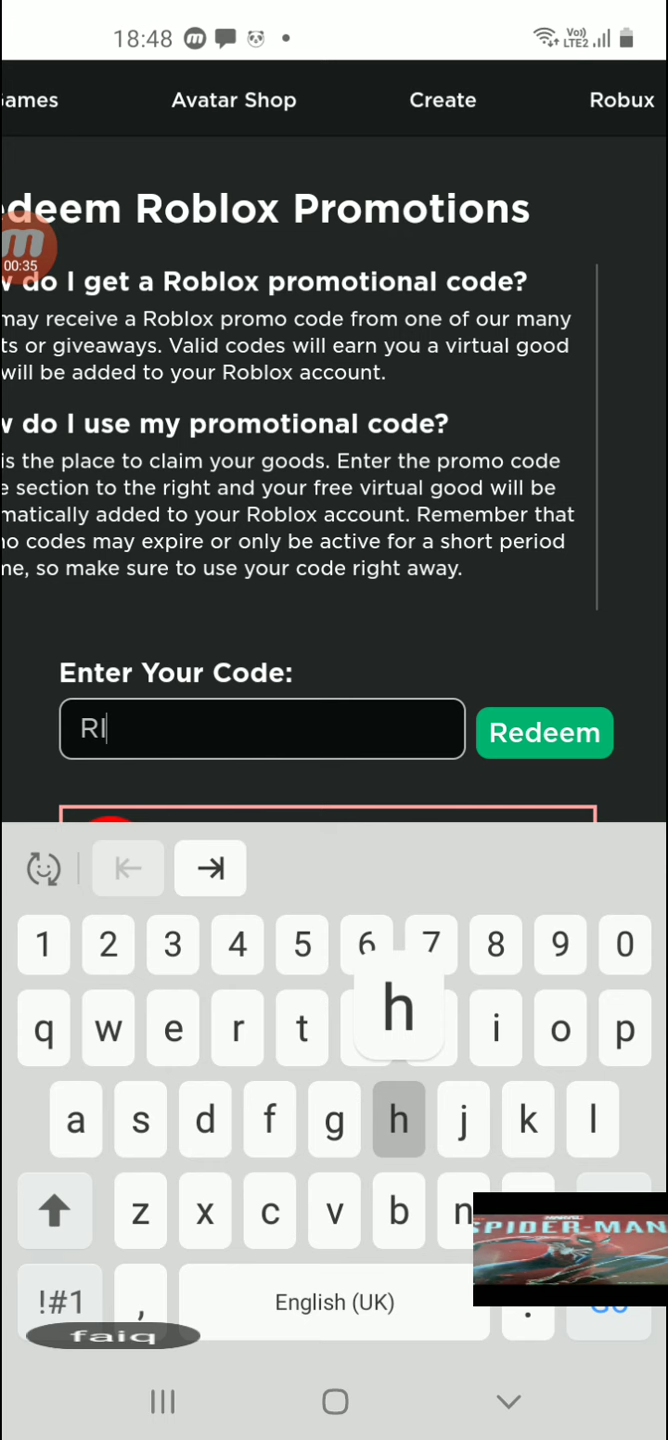 18:48
Vo))
LTE2
Games
Avatar Shop
Create
Robux
edeem Roblox Promotions
m
00:35
w do I get a Roblox promotional code?
may receive a Roblox promo code from one of our many
ts or giveaways. Valid codes will earn you a virtual good
will be added to your Roblox account.
w do I use my promotional code?
is the place to claim your goods. Enter the promo code
e section to the right and your free virtual good will be
matically added to your Roblox account. Remember that
no codes may expire or only be active for a short period
me, so make sure to use your code right away.
Enter Your Code:
RI
Redeem
1 2 3 4 5 6 7 8 9 0
h
q w e r t i o p
a s d f g h j k l
z x c v b n
SPIDER-MAN
!#1 , English (UK) .
faiq